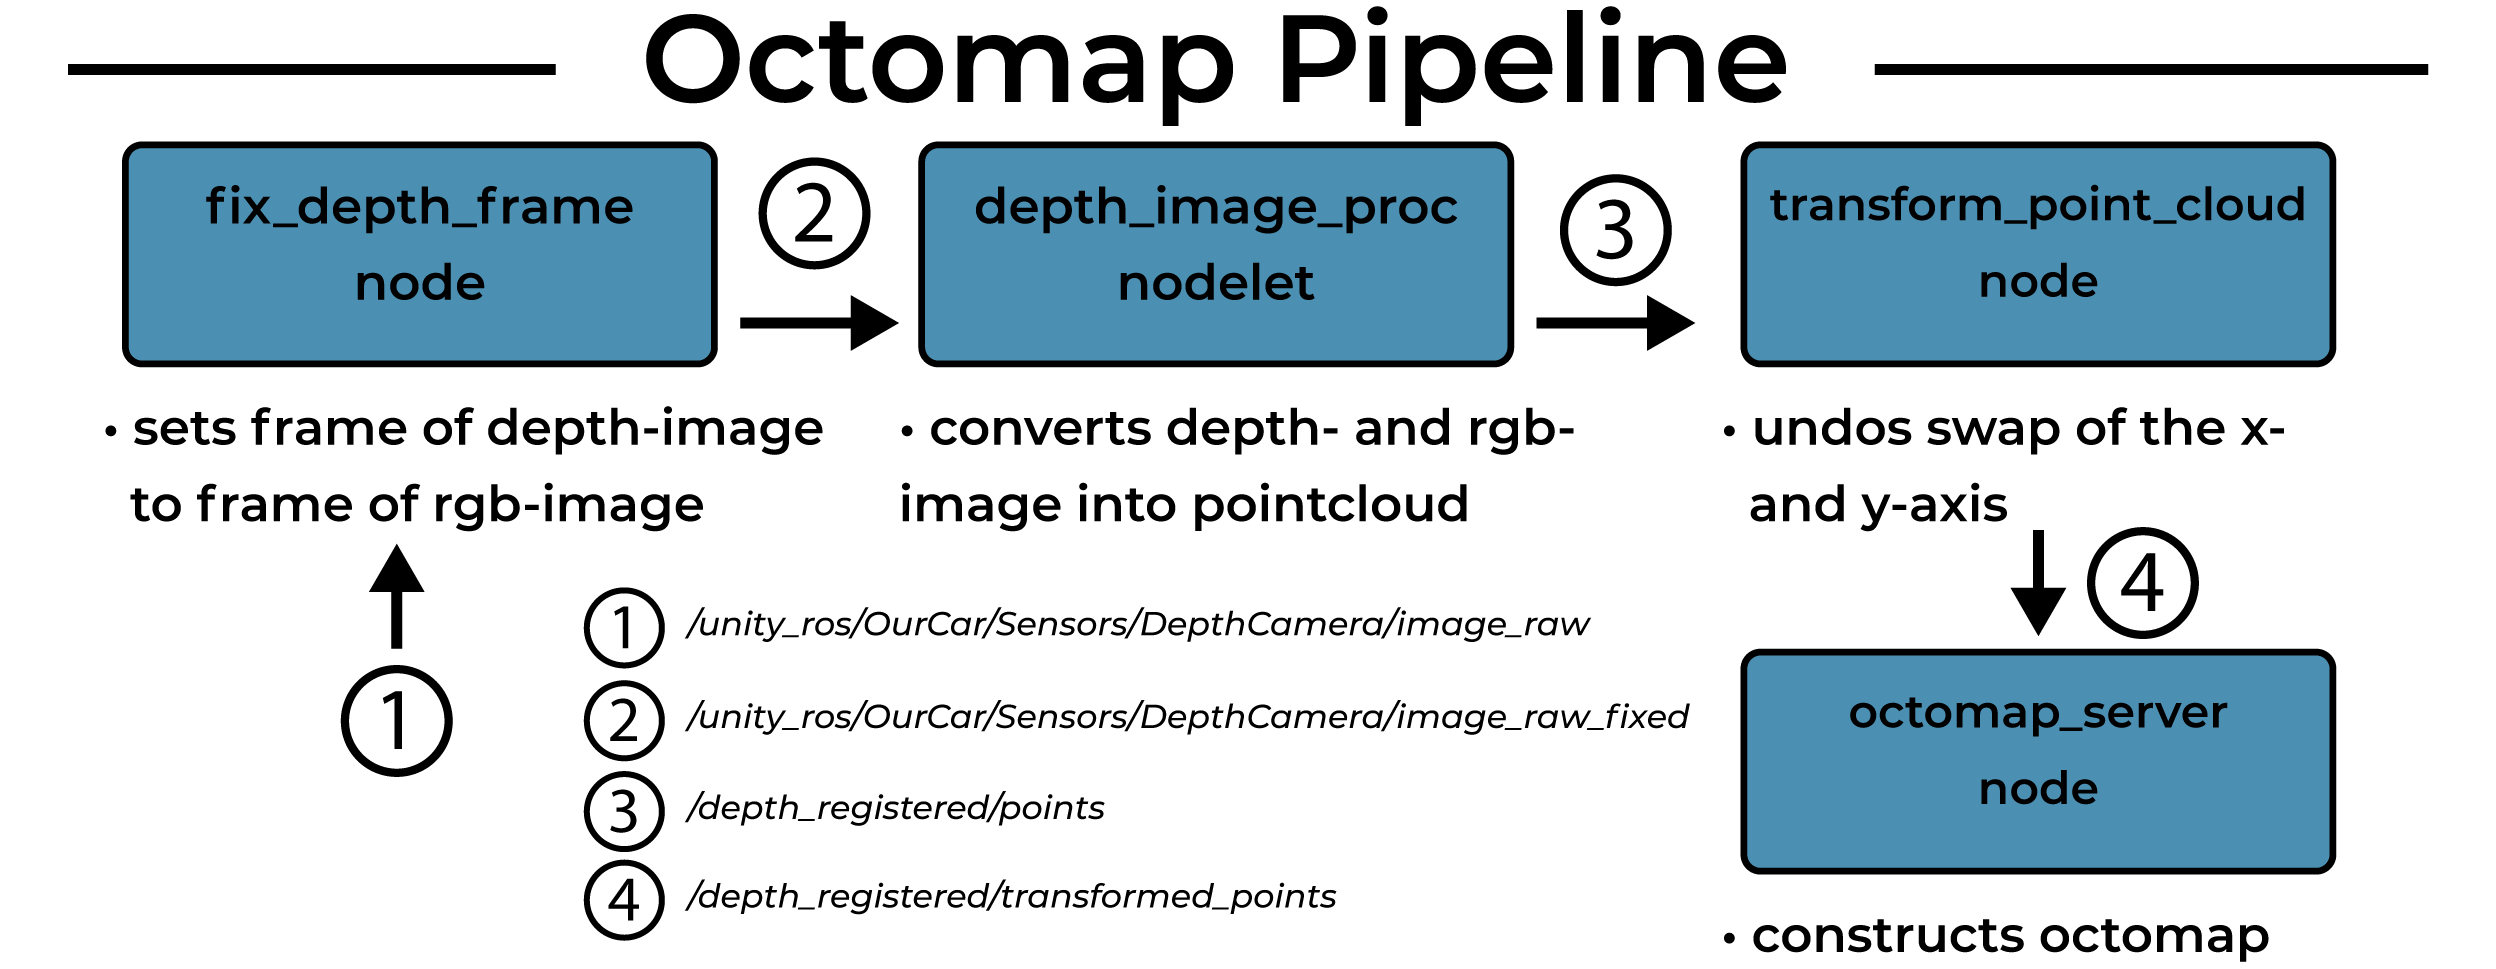 Octomap Pipeline
fix_depth_frame
node
2
depth_image_proc
nodelet
3
transform_point_cloud
node
• sets frame of depth-image
to frame of rgb-image
• converts depth- and rgb-
image into pointcloud
• undos swap of the x-
and y-axis
1
4
1 /unity_ros/OurCar/Sensors/DepthCamera/image_raw
2 /unity_ros/OurCar/Sensors/DepthCamera/image_raw_fixed
3 /depth_registered/points
4 /depth_registered/transformed_points
octomap_server
node
• constructs octomap